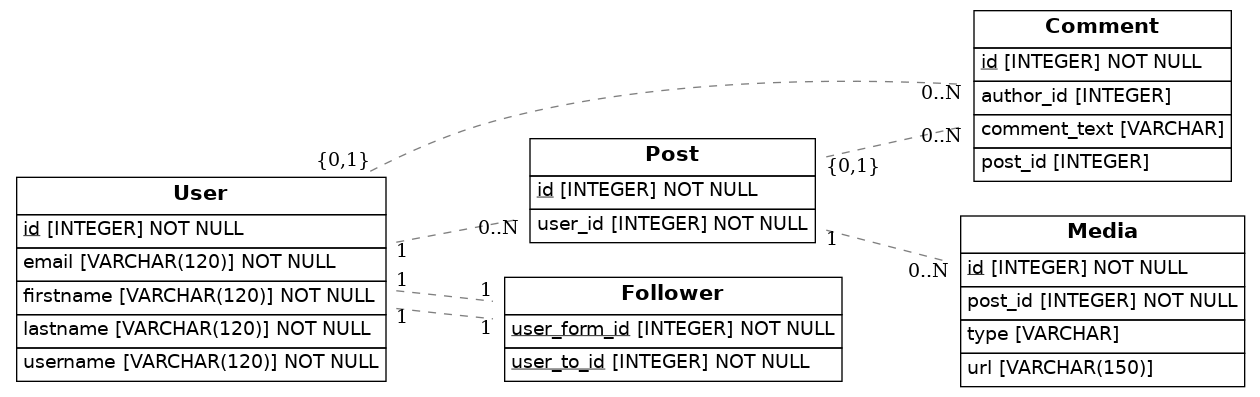 Comment
id [INTEGER] NOT NULL
author_id [INTEGER]
comment_text [VARCHAR]
post_id [INTEGER]
0..N
0..N
{0,1}
{0,1}
Post
id [INTEGER] NOT NULL
user_id [INTEGER] NOT NULL
User
id [INTEGER] NOT NULL
email [VARCHAR(120)] NOT NULL
firstname [VARCHAR(120)] NOT NULL
lastname [VARCHAR(120)] NOT NULL
username [VARCHAR(120)] NOT NULL
0..N
1
1
1
1
1
Follower
user_form_id [INTEGER] NOT NULL
user_to_id [INTEGER] NOT NULL
1
0..N
Media
id [INTEGER] NOT NULL
post_id [INTEGER] NOT NULL
type [VARCHAR]
url [VARCHAR(150)]